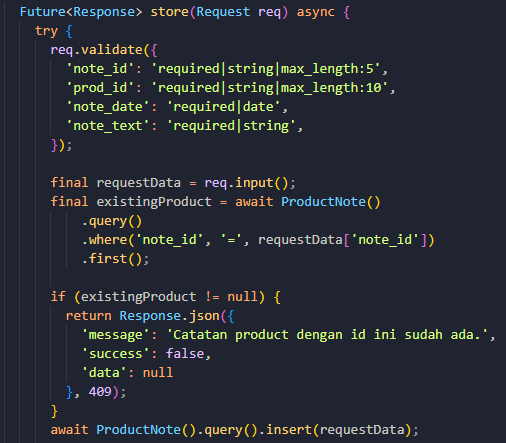 Future<Response> store(Request req) async {
  try {
    req.validate({
      'note_id': 'required|string|max_length:5',
      'prod_id': 'required|string|max_length:10',
      'note_date': 'required|date',
      'note_text': 'required|string',
    });

    final requestData = req.input();
    final existingProduct = await ProductNote()
        .query()
        .where('note_id', '=', requestData['note_id'])
        .first();

    if (existingProduct != null) {
      return Response.json({
        'message': 'Catatan product dengan id ini sudah ada.',
        'success': false,
        'data': null
      }, 409);
    }
    await ProductNote().query().insert(requestData);